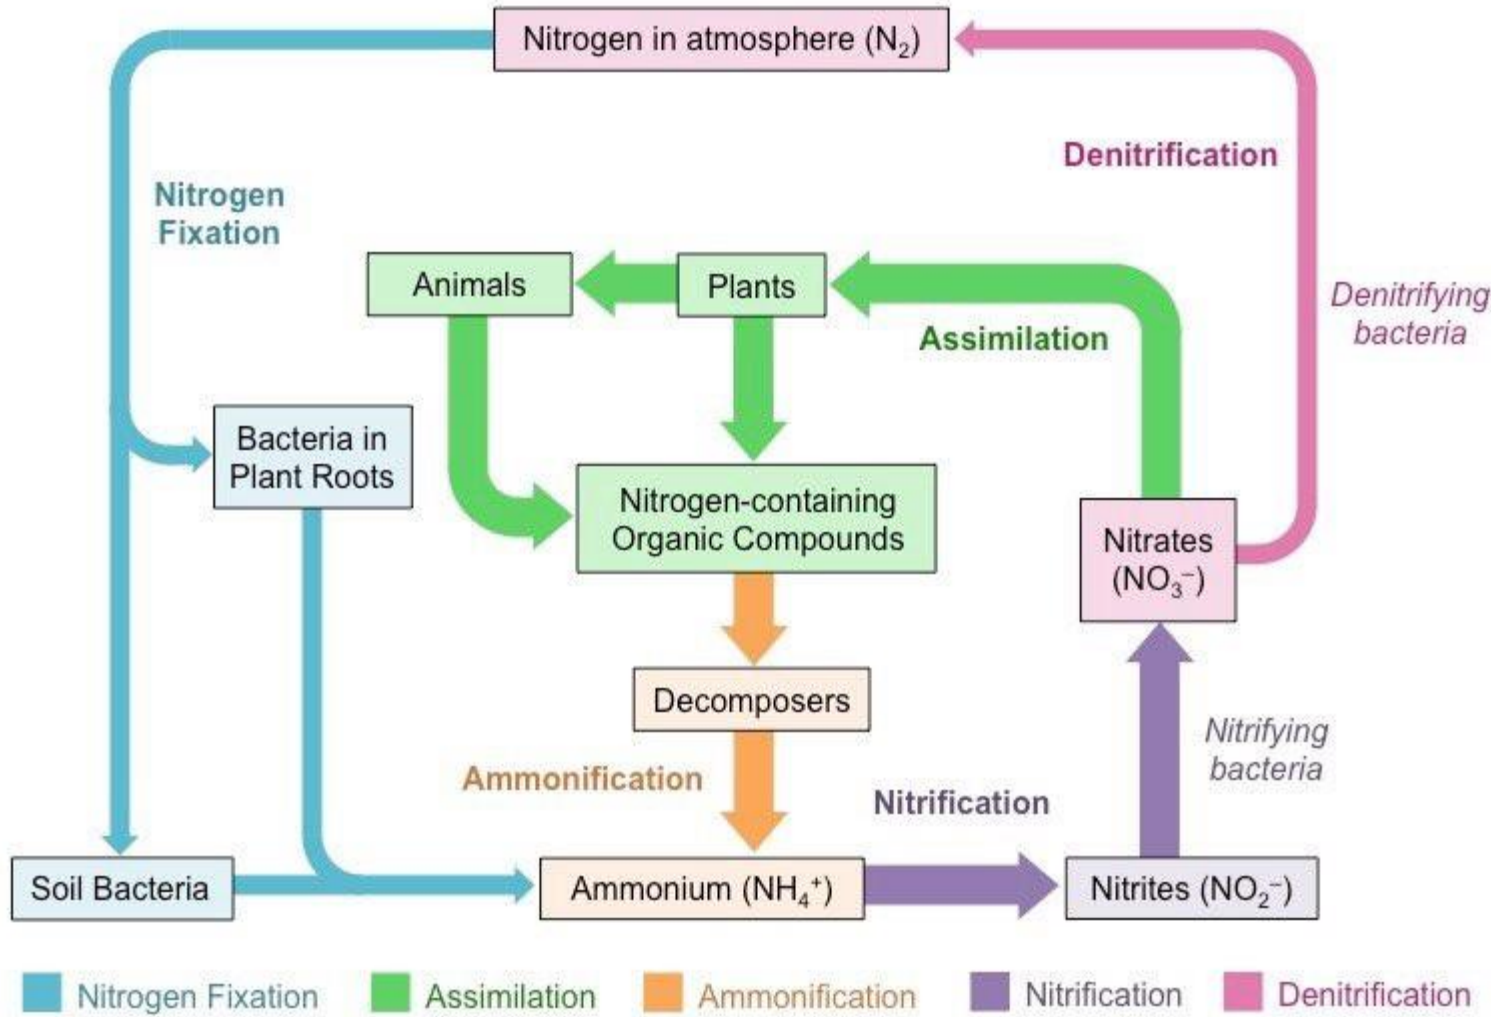 Nitrogen in atmosphere (N₂)
Denitrification
Nitrogen
Fixation
Animals
Plants
Denitrifying
bacteria
Assimilation
Bacteria in
Plant Roots
Nitrogen-containing
Organic Compounds
Nitrates
(NO₃⁻)
Decomposers
Nitrifying
bacteria
Ammonification
Nitrification
Soil Bacteria
Ammonium (NH₄⁺)
Nitrites (NO₂⁻)
Nitrogen Fixation
Assimilation
Ammonification
Nitrification
Denitrification